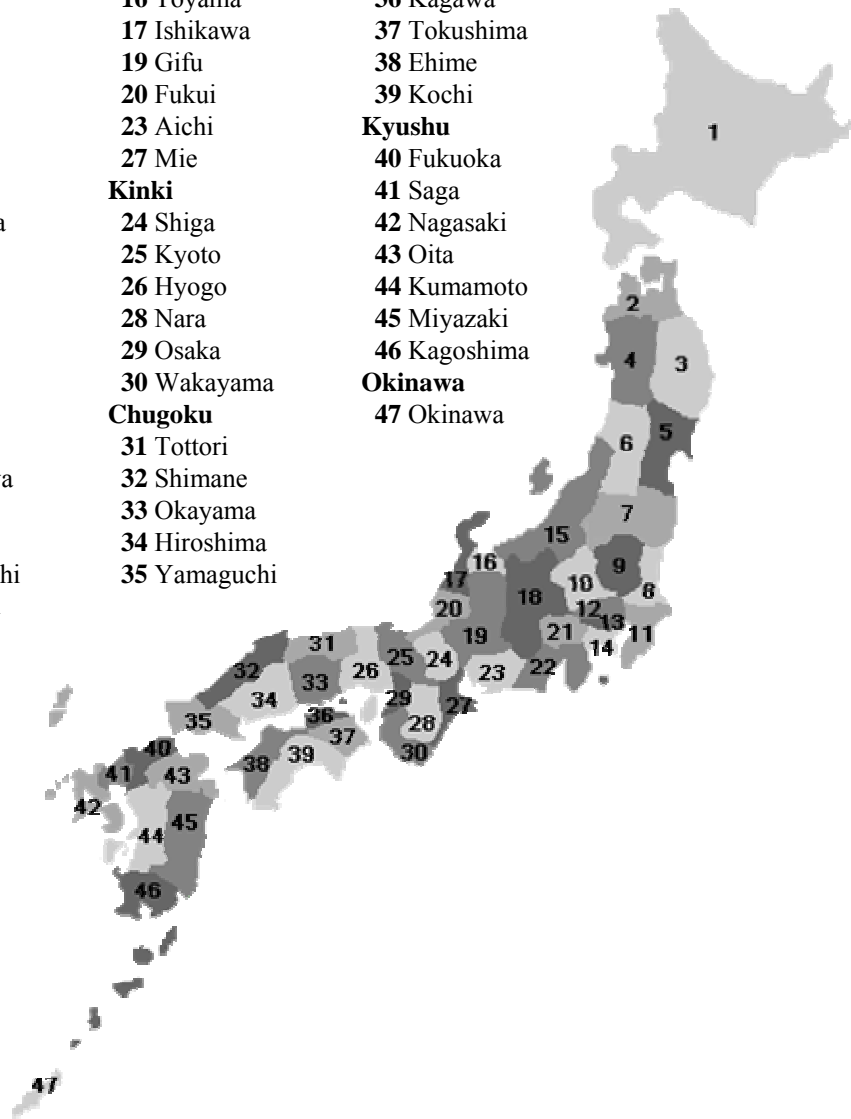 16 Toyama
17 Ishikawa
19 Gifu
20 Fukui
23 Aichi
27 Mie
Kinki
24 Shiga
25 Kyoto
26 Hyogo
28 Nara
29 Osaka
30 Wakayama
Chugoku
31 Tottori
32 Shimane
33 Okayama
34 Hiroshima
35 Yamaguchi
36 Kagawa
37 Tokushima
38 Ehime
39 Kochi
Kyushu
40 Fukuoka
41 Saga
42 Nagasaki
43 Oita
44 Kumamoto
45 Miyazaki
46 Kagoshima
Okinawa
47 Okinawa
1
2
4
3
5
6
7
15
16
9
17
10
8
18
20
12
13
19
21
11
31
14
25
24
32
26
22
23
33
34
29
27
36
35
28
37
40
30
39
38
41
43
42
45
44
46
47